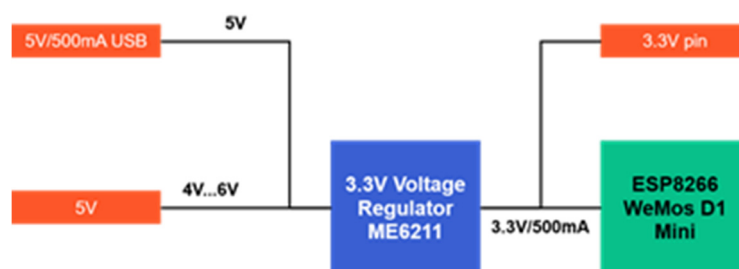 5V/500mA USB
5V
3.3V pin
4V...6V
5V
3.3V Voltage
Regulator
ME6211
3.3V/500mA
ESP8266
WeMos D1
Mini